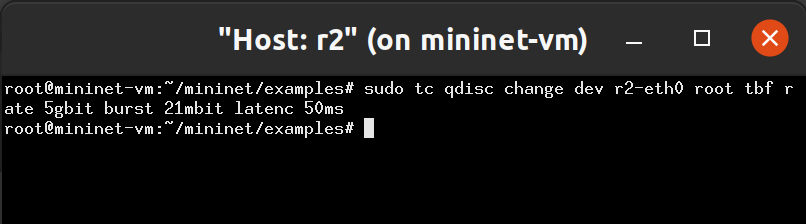 "Host: r2" (on mininet-vm)
root@mininet-vm:~/mininet/examples# sudo tc qdisc change dev r2-eth0 root tbf r
ate 5gbit burst 21mbit latenc 50ms
root@mininet-vm:~/mininet/examples#